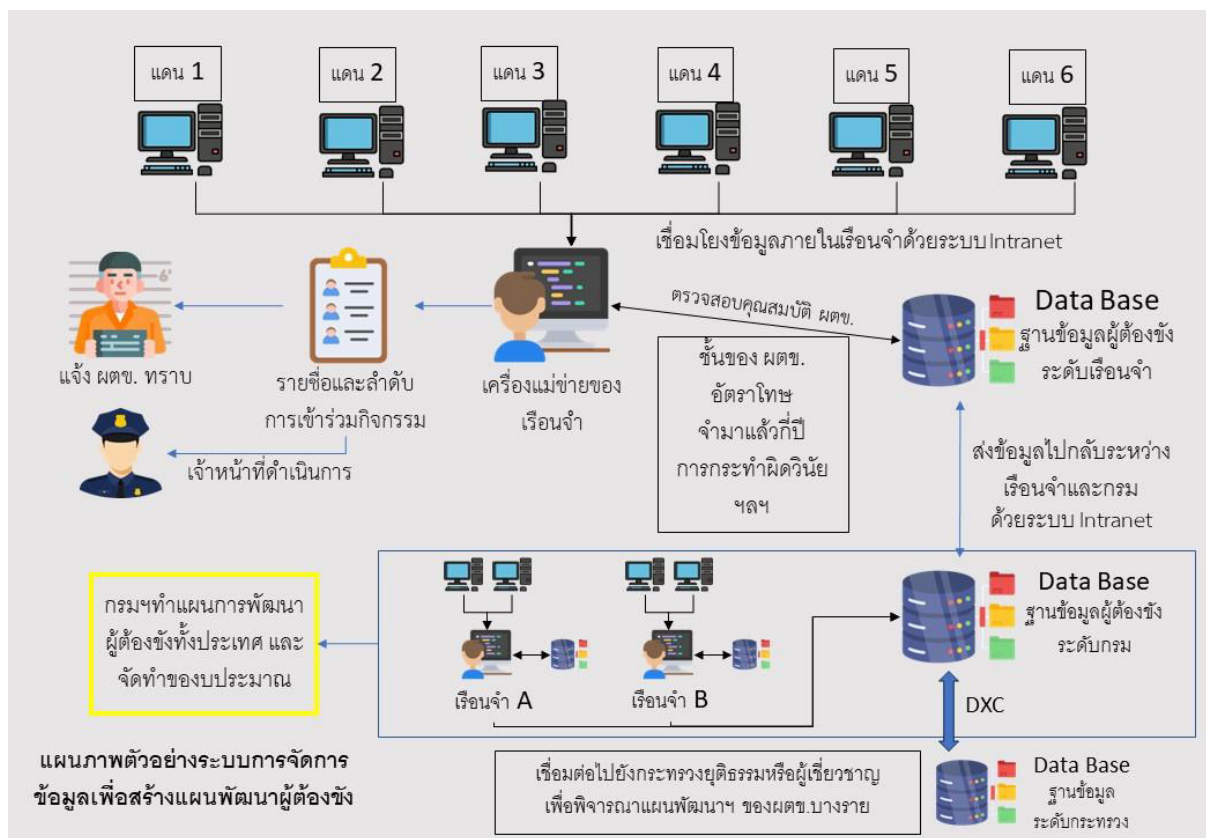 แดน 1
แดน 2
แดน 3
แดน 4
แดน 5
แดน 6
เชื่อมโยงข้อมูลภายในเรือนจำด้วยระบบ Intranet
6'
แจ้ง ผตข. ทราบ
รายชื่อและลำดับ
การเข้าร่วมกิจกรรม
เครื่องแม่ข่ายของ
เรือนจำ
ตรวจสอบคุณสมบัติ ผตข.
Data Base
ฐานข้อมูลผู้ต้องขัง
ระดับเรือนจำ
ชั้นของ ผตข.
อัตราโทษ
จำมาแล้วกี่ปี
การกระทำผิดวินัย
ฯลฯ
เจ้าหน้าที่ดำเนินการ
ส่งข้อมูลไปกลับระหว่าง
เรือนจำและกรม
ด้วยระบบ Intranet
กรมฯทำแผนการพัฒนา
ผู้ต้องขังทั้งประเทศ และ
จัดทำของบประมาณ
เรือนจำ A
เรือนจำ B
Data Base
ฐานข้อมูลผู้ต้องขัง
ระดับกรม
DXC
แผนภาพตัวอย่างระบบการจัดการ
ข้อมูลเพื่อสร้างแผนพัฒนาผู้ต้องขัง
เชื่อมต่อไปยังกระทรวงยุติธรรมหรือผู้เชี่ยวชาญ
เพื่อพิจารณาแผนพัฒนาฯ ของผตข.บางราย
Data Base
ฐานข้อมูล
ระดับกระทรวง